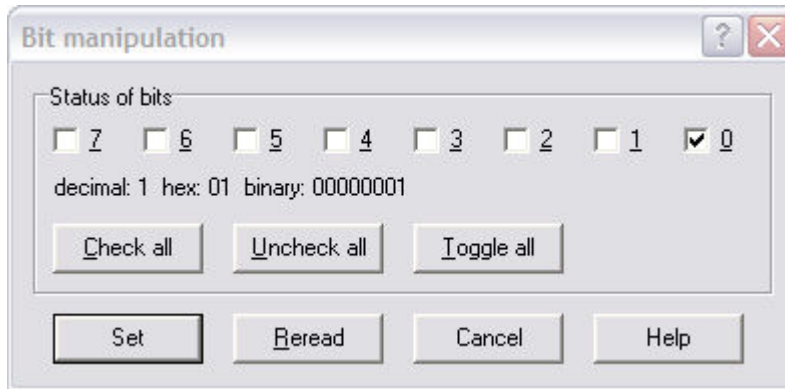 Bit manipulation
Status of bits
7 6 5 4 3 2 1 0
decimal: 1 hex: 01 binary: 00000001
Check all Uncheck all Toggle all
Set Reread Cancel Help